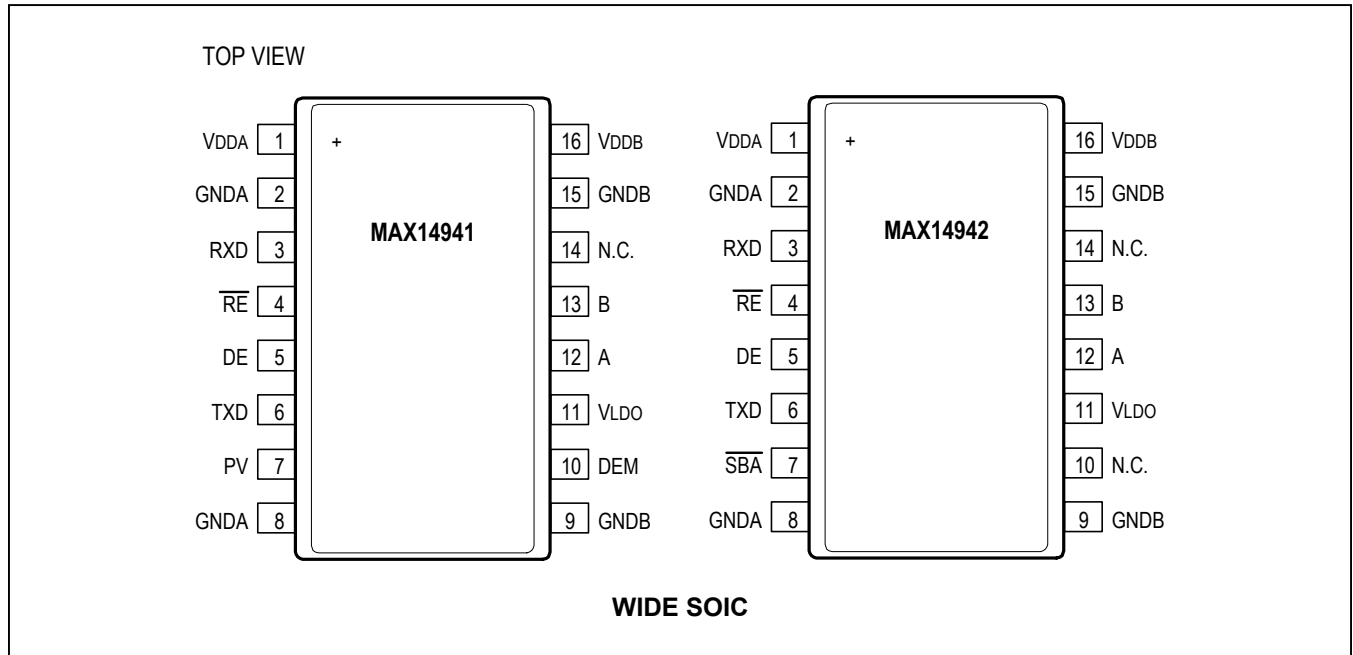 TOP VIEW
VDDA 1 + 16 VDDB
GNDA 2 15 GNDB
MAX14941
RXD 3 14 N.C.
R̅E̅ 4 13 B
DE 5 12 A
TXD 6 11 VLDO
PV 7 10 DEM
GNDA 8 9 GNDB
VDDA 1 + 16 VDDB
GNDA 2 15 GNDB
MAX14942
RXD 3 14 N.C.
R̅E̅ 4 13 B
DE 5 12 A
TXD 6 11 VLDO
S̅B̅A̅ 7 10 N.C.
GNDA 8 9 GNDB
WIDE SOIC